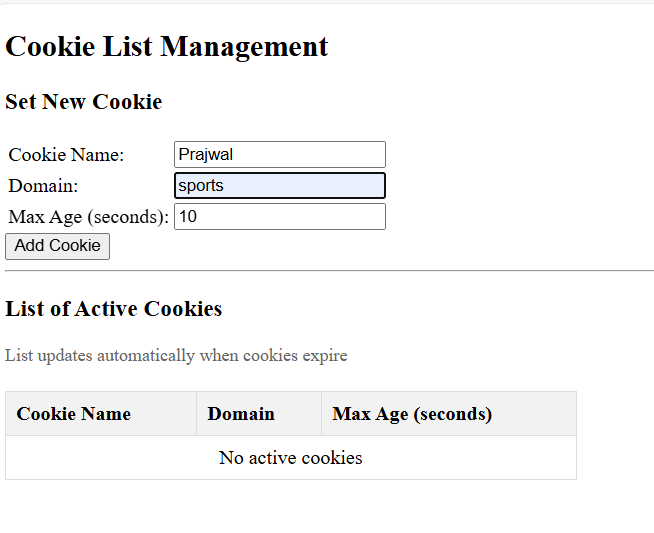 Cookie List Management
Set New Cookie
Cookie Name: Prajwal
Domain: sports
Max Age (seconds): 10
Add Cookie
List of Active Cookies
List updates automatically when cookies expire
Cookie Name Domain Max Age (seconds)
No active cookies